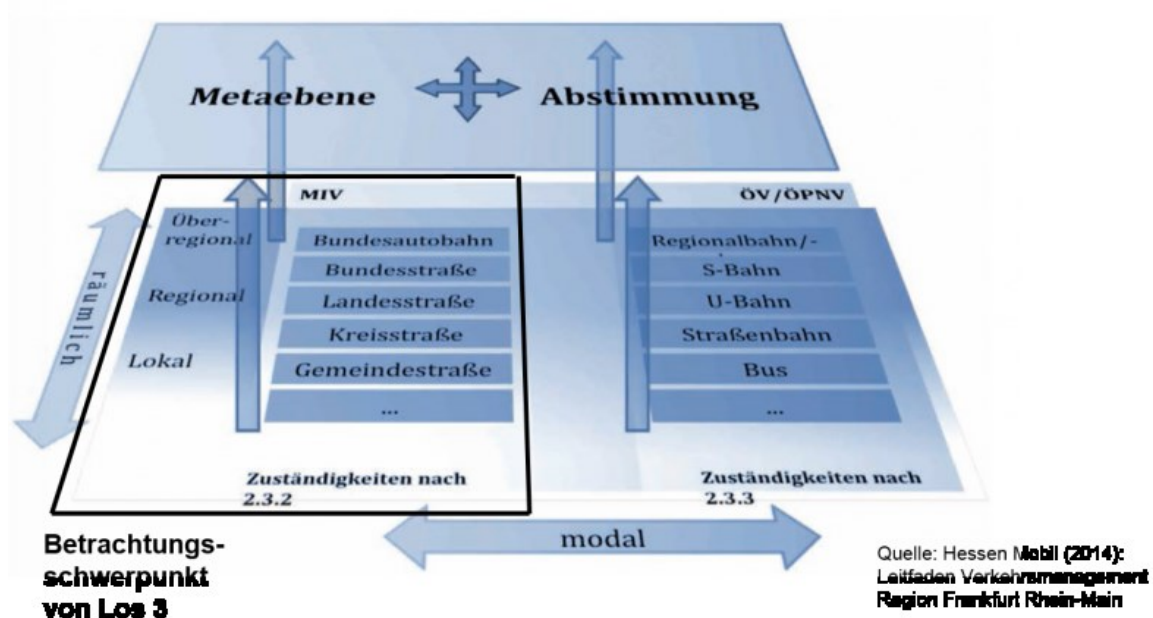 Metaebene
Abstimmung
MIV
ÖV/ÖPNV
räumlich
Über-
regional
Regional
Lokal
Bundesautobahn
Bundesstraße
Landesstraße
Kreisstraße
Gemeindestraße
...
Regionalbahn/-
S-Bahn
U-Bahn
Straßenbahn
Bus
...
Zuständigkeiten nach
2.3.2
Zuständigkeiten nach
2.3.3
modal
Betrachtungs-
schwerpunkt
von Los 3
Quelle: Hessen Mobil (2014):
Leitfaden Verkehrsmanagement
Region Frankfurt Rhein-Main